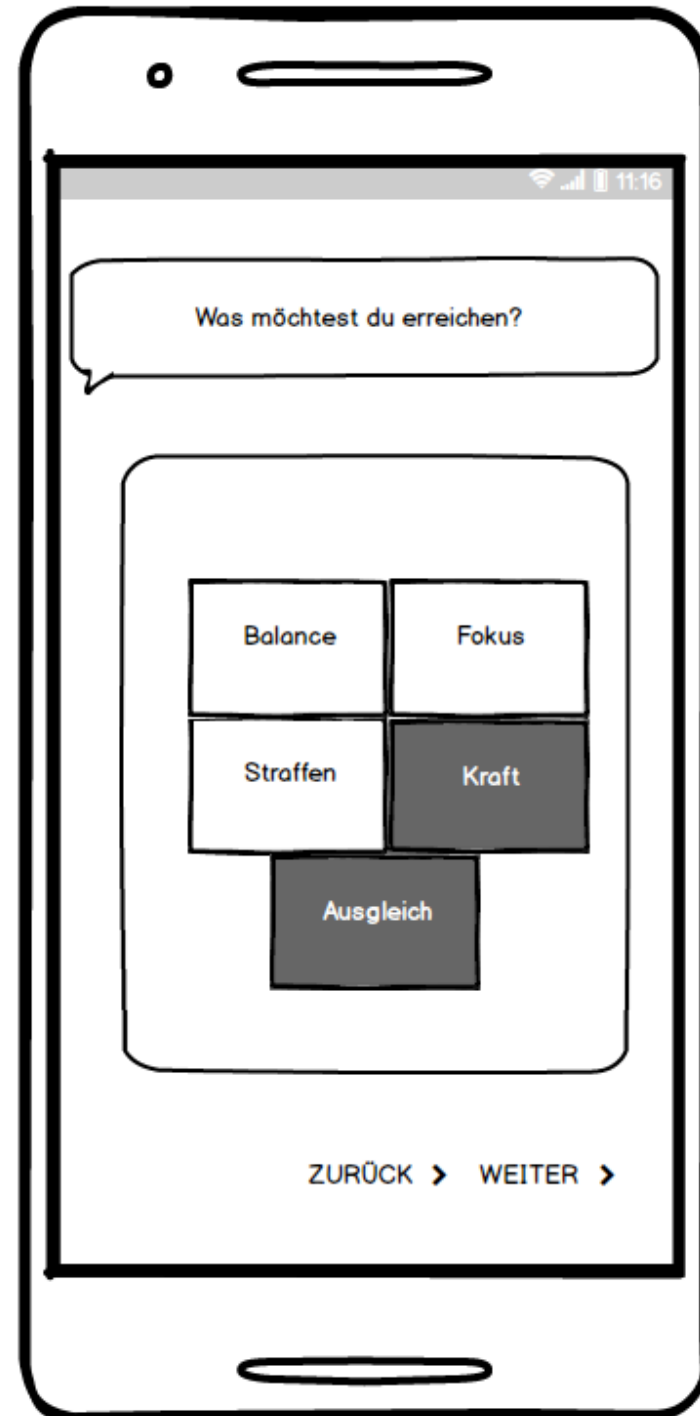 11:16
Was möchtest du erreichen?
Balance Fokus
Straffen Kraft
Ausgleich
ZURÜCK WEITER